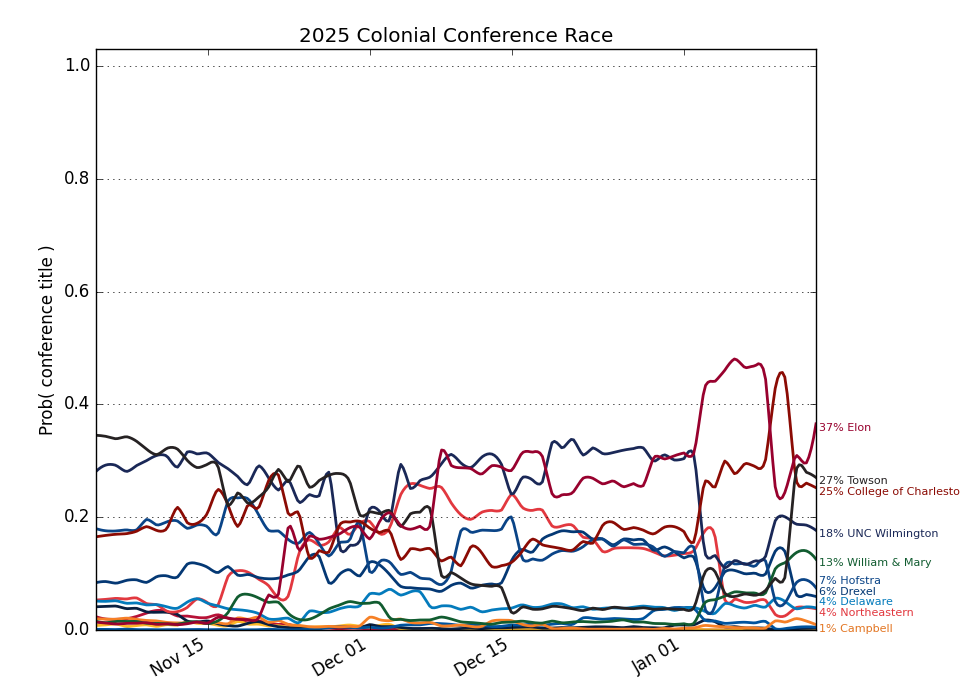 2025 Colonial Conference Race
Prob( conference title )
1.0
0.8
0.6
0.4
0.2
0.0
Nov 15
Dec 01
Dec 15
Jan 01
37% Elon
27% Towson
25% College of Charlesto
18% UNC Wilmington
13% William & Mary
7% Hofstra
6% Drexel
4% Delaware
4% Northeastern
1% Campbell